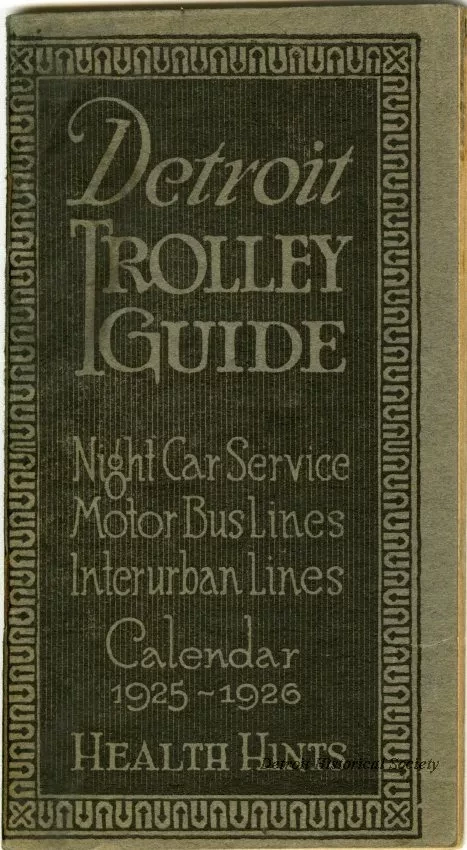 Detroit
TROLLEY
GUIDE
Night Car Service
Motor Bus Lines
Interurban Lines
Calendar
1925~1926
HEALTH HINTS
Detroit Historical Society